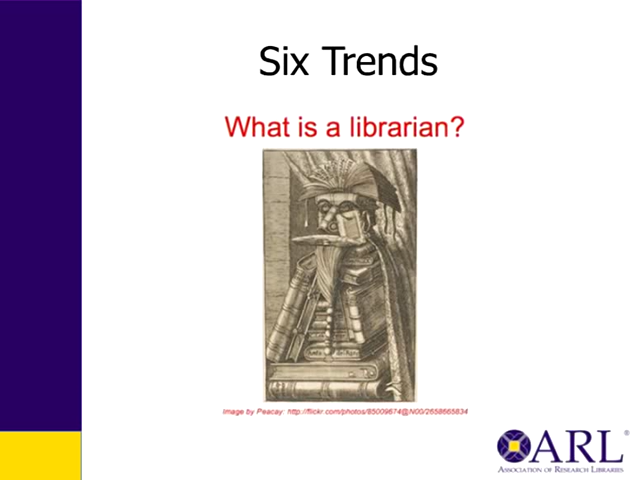 Six Trends
What is a librarian?
Image by Peacay: http://flickr.com/photos/85009674@N00/2658665834
ARL®
ASSOCIATION OF RESEARCH LIBRARIES